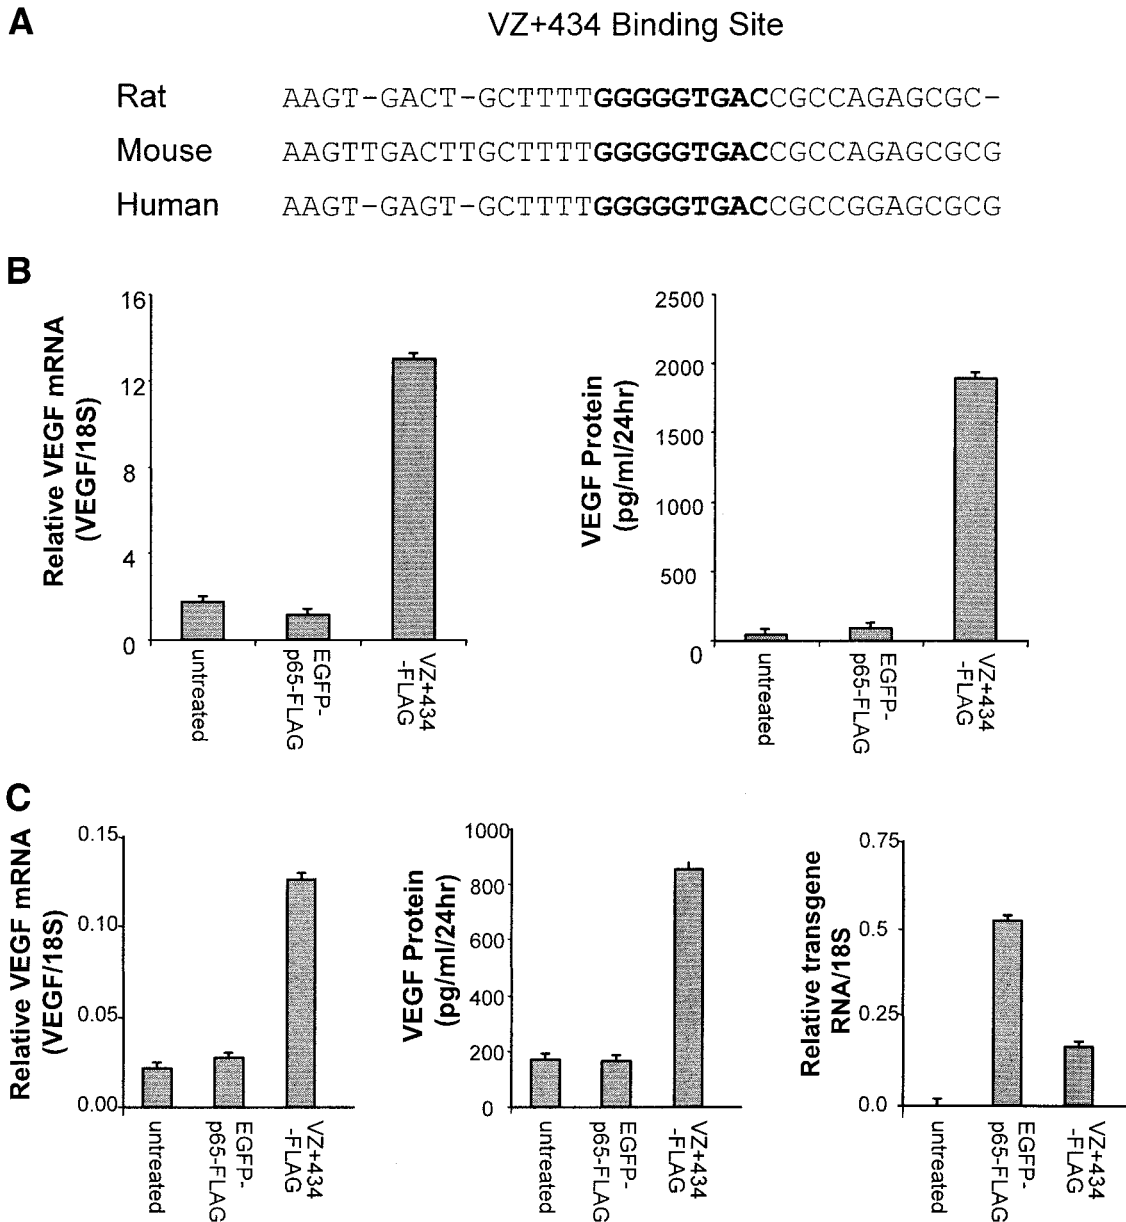 A
VZ+434 Binding Site
Rat AAGT-GACT-GCTTTTGGGGGTGACCGCCAGAGCGC-
Mouse AAGTTGACTTGCTTTTGGGGGTGACCGCCAGAGCGCG
Human AAGT-GAGT-GCTTTTGGGGGTGACCGCCGGAGCGCG
B
Relative VEGF mRNA
(VEGF/18S)
16
12
8
4
0
untreated
EGFP-
p65-FLAG
VZ+434
-FLAG
VEGF Protein
(pg/ml/24hr)
2500
2000
1500
1000
500
0
untreated
EGFP-
p65-FLAG
VZ+434
-FLAG
C
Relative VEGF mRNA
(VEGF/18S)
0.15
0.10
0.05
0.00
untreated
EGFP-
p65-FLAG
VZ+434
-FLAG
VEGF Protein
(pg/ml/24hr)
1000
800
600
400
200
0
untreated
EGFP-
p65-FLAG
VZ+434
-FLAG
Relative transgene
RNA/18S
0.75
0.5
0.25
0.0
untreated
EGFP-
p65-FLAG
VZ+434
-FLAG